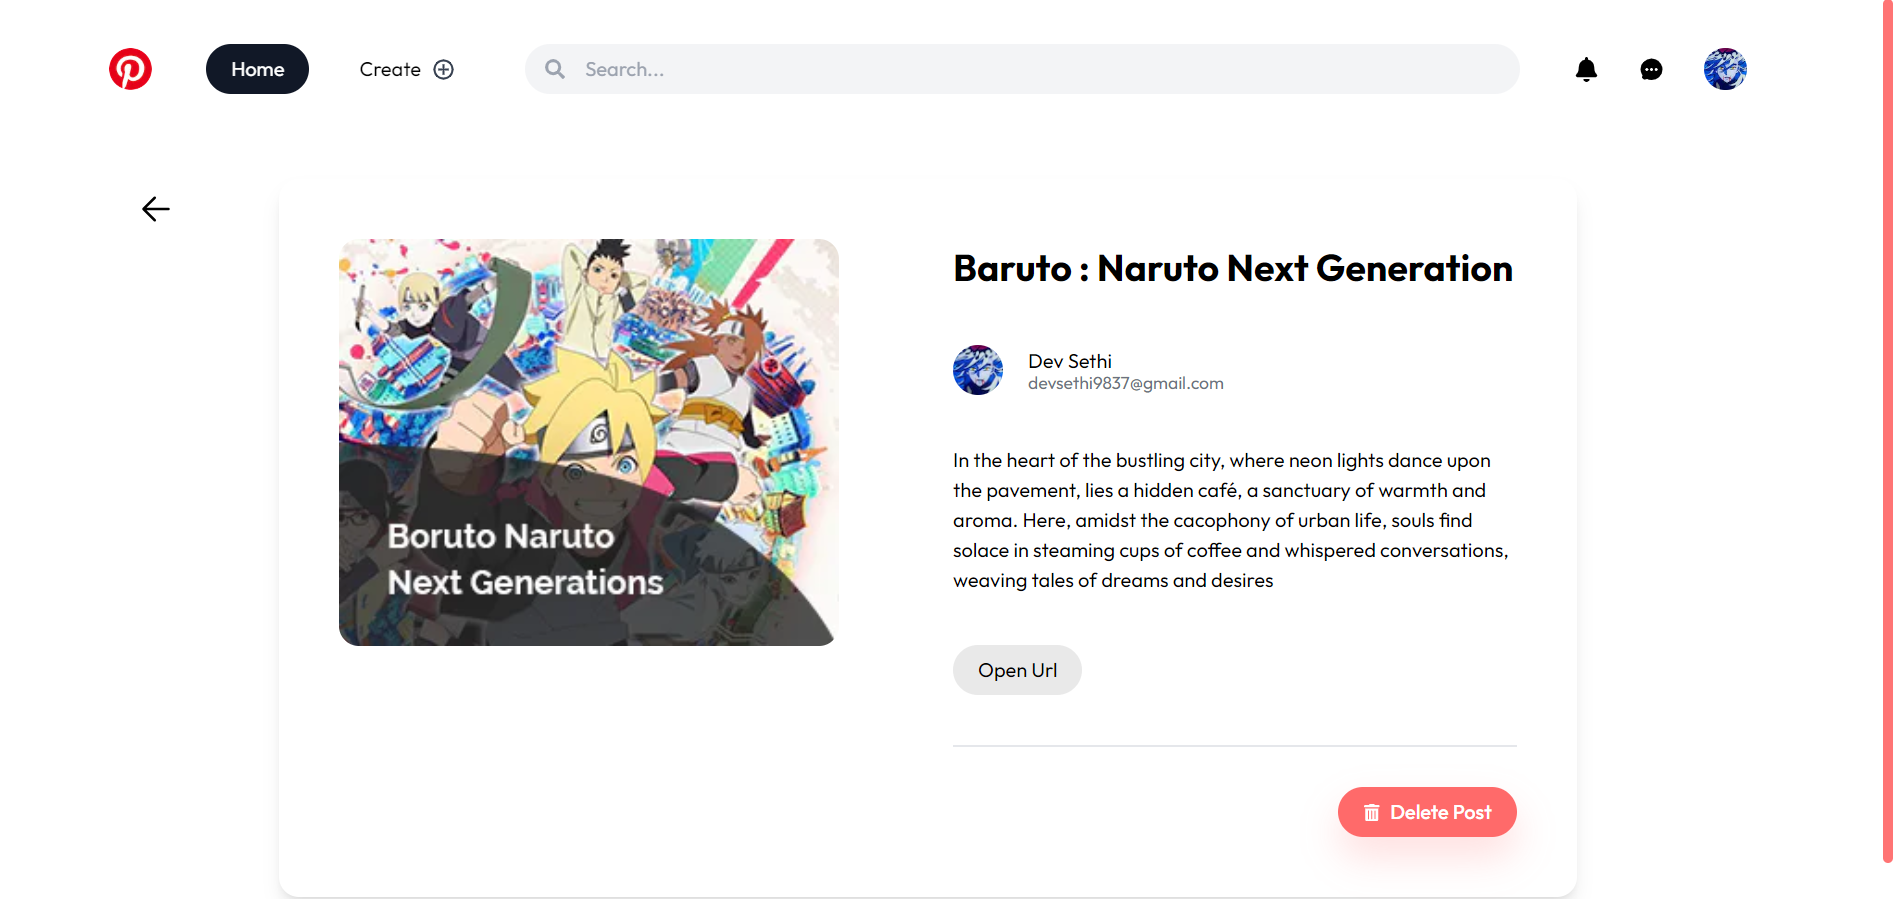 Home
Create
Search...
Boruto Naruto
Next Generations
Baruto : Naruto Next Generation
Dev Sethi
devsethi9837@gmail.com
In the heart of the bustling city, where neon lights dance upon
the pavement, lies a hidden café, a sanctuary of warmth and
aroma. Here, amidst the cacophony of urban life, souls find
solace in steaming cups of coffee and whispered conversations,
weaving tales of dreams and desires
Open Url
Delete Post